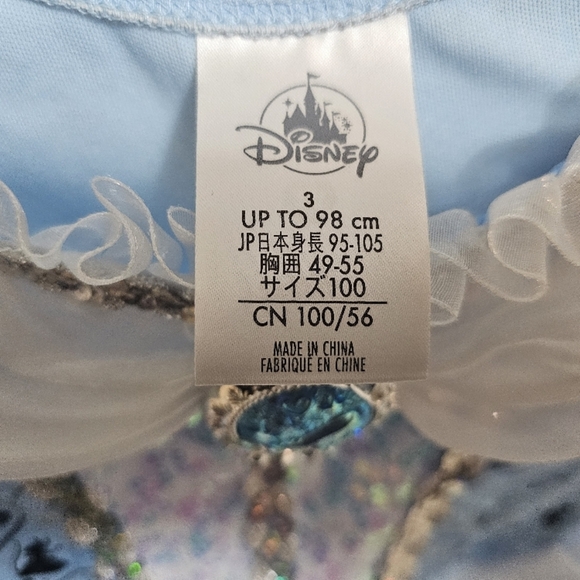 Disney
3
UP TO 98 cm
JP日本身長 95-105
胸囲 49-55
サイズ100
CN 100/56
MADE IN CHINA
FABRIQUÉ EN CHINE